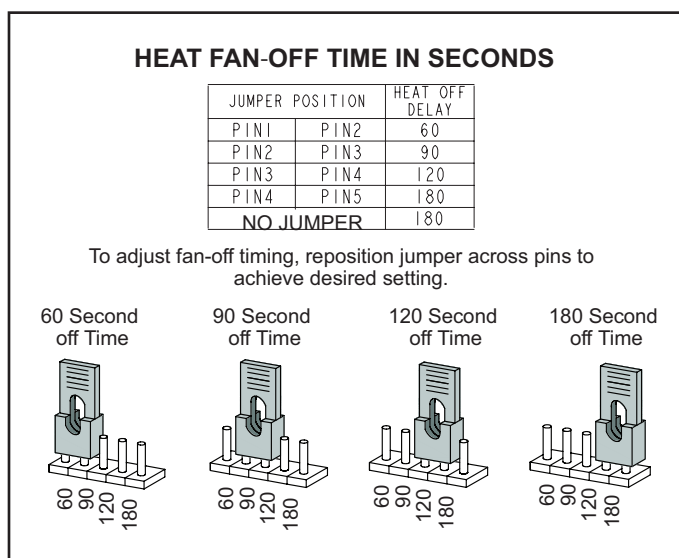 HEAT FAN-OFF TIME IN SECONDS
JUMPER POSITION HEAT OFF DELAY
PIN1 PIN2 60
PIN2 PIN3 90
PIN3 PIN4 120
PIN4 PIN5 180
NO JUMPER 180
To adjust fan-off timing, reposition jumper across pins to
achieve desired setting.
60 Second
off Time
90 Second
off Time
120 Second
off Time
180 Second
off Time
60 90 120 180
60 90 120 180
60 90 120 180
60 90 120 180